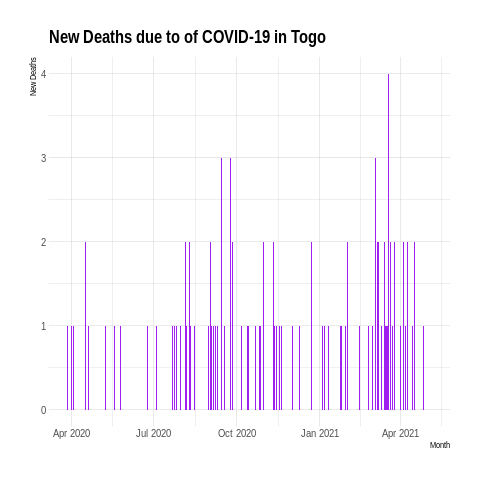 New Deaths due to of COVID-19 in Togo
New Deaths
4
3
2
1
0
Apr 2020 Jul 2020 Oct 2020 Jan 2021 Apr 2021
Month